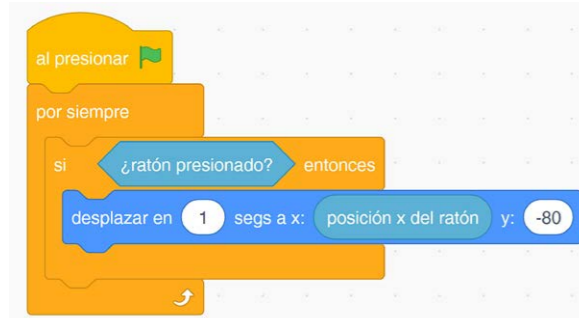 al presionar
por siempre
si ¿ratón presionado? entonces
desplazar en 1 segs a x: posición x del ratón y: -80